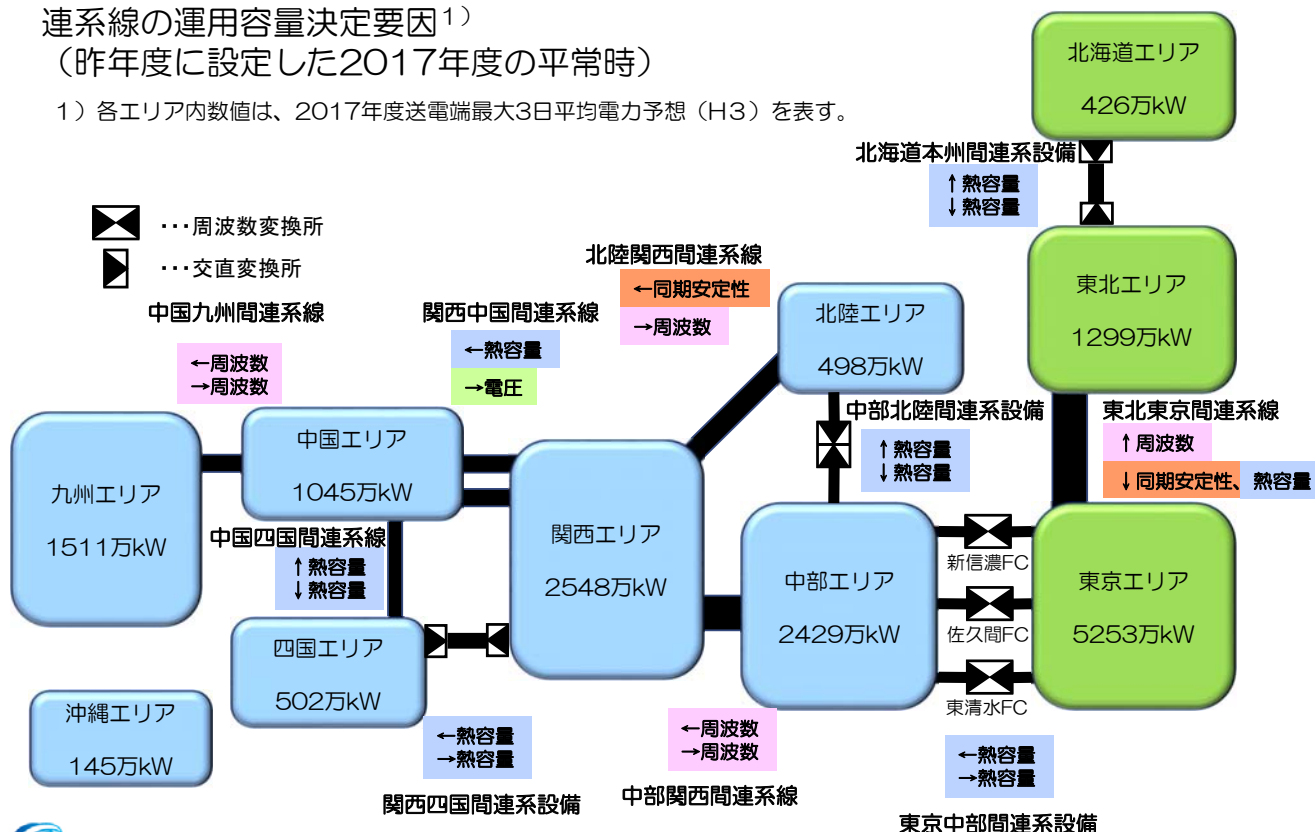 連系線の運用容量決定要因1）
（昨年度に設定した2017年度の平常時）
1）各エリア内数値は、2017年度送電端最大3日平均電力予想（H3）を表す。
北海道エリア
426万kW
北海道本州間連系設備
↑熱容量
↓熱容量
･･･周波数変換所
･･･交直変換所
中国九州間連系線
←周波数
→周波数
関西中国間連系線
←熱容量
→電圧
北陸関西間連系線
←同期安定性
→周波数
北陸エリア
498万kW
東北エリア
1299万kW
中部北陸間連系設備
↑熱容量
↓熱容量
東北東京間連系線
↑周波数
↓同期安定性、熱容量
九州エリア
1511万kW
中国エリア
1045万kW
中国四国間連系線
↑熱容量
↓熱容量
関西エリア
2548万kW
中部エリア
2429万kW
新信濃FC
佐久間FC
東清水FC
東京エリア
5253万kW
四国エリア
502万kW
沖縄エリア
145万kW
←熱容量
→熱容量
関西四国間連系設備
←周波数
→周波数
中部関西間連系線
←熱容量
→熱容量
東京中部間連系設備